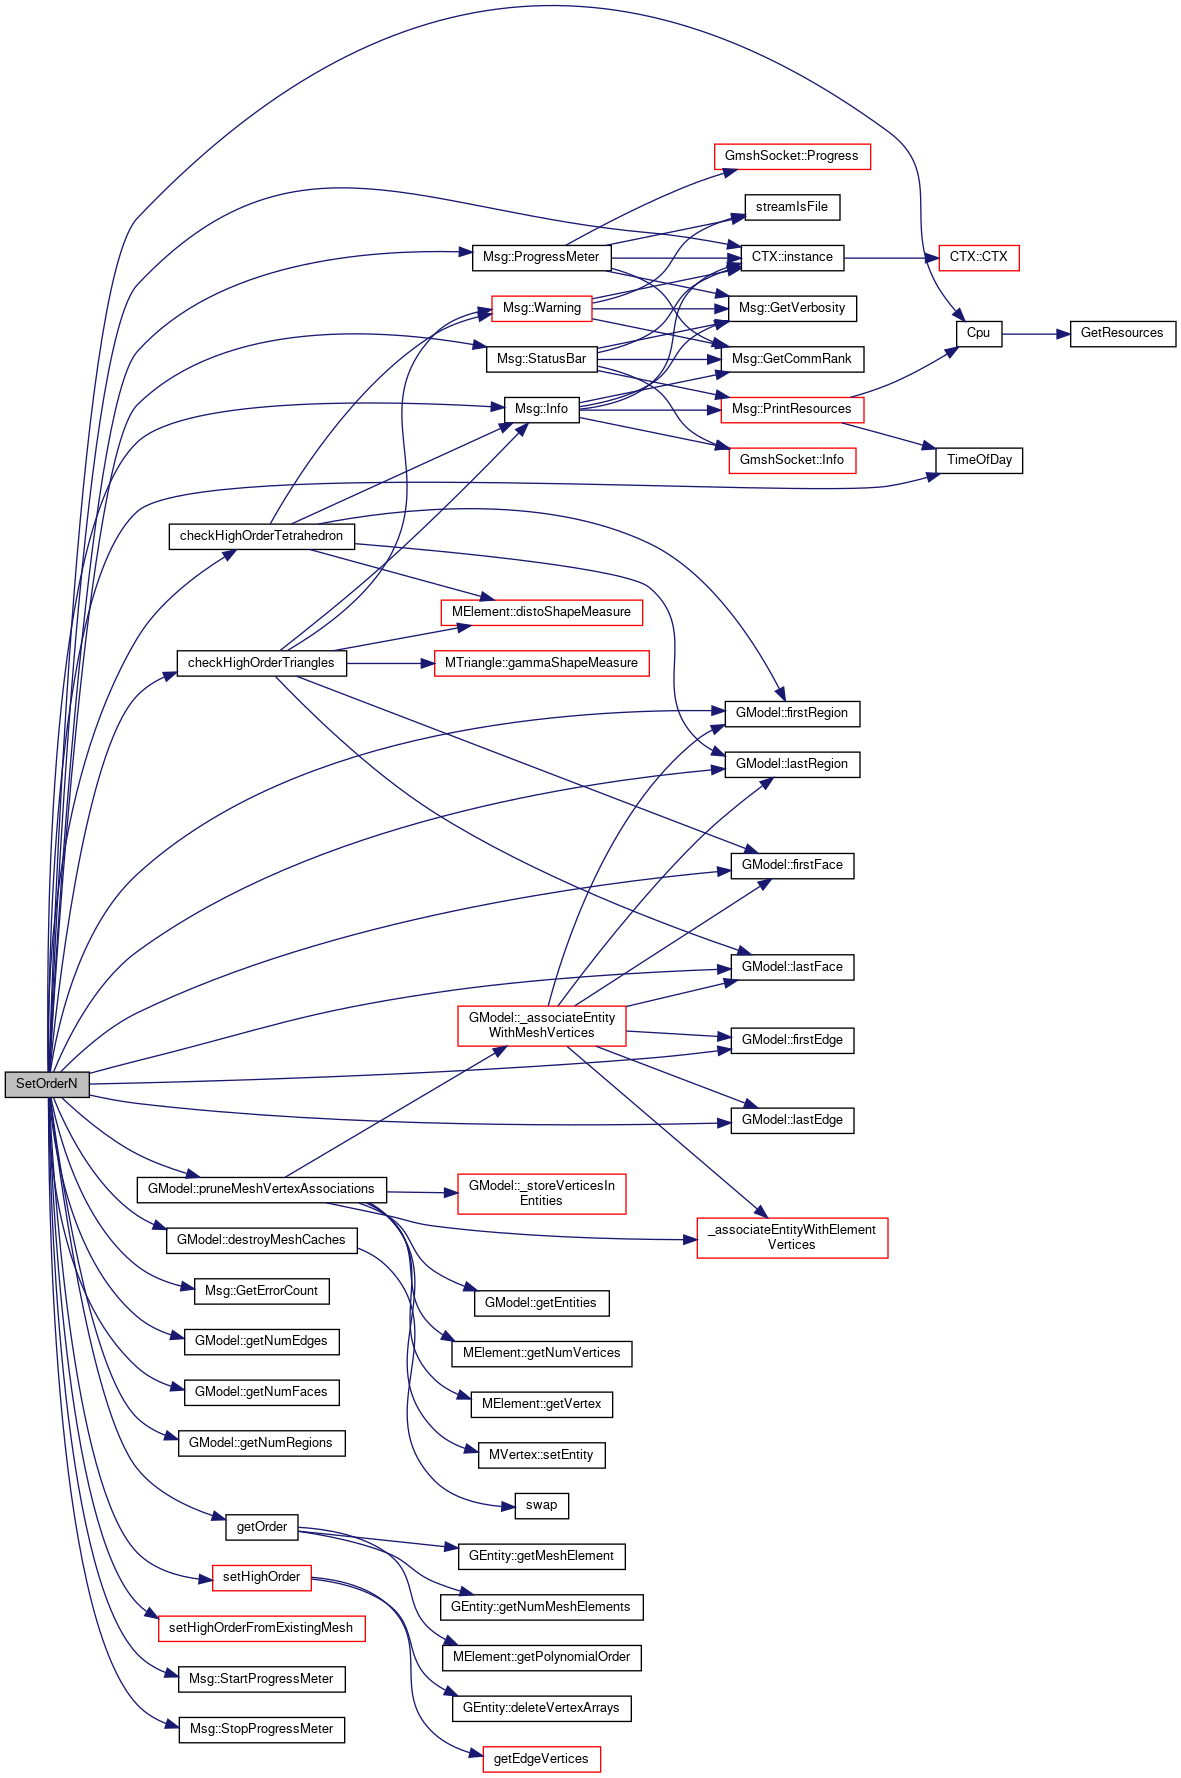 GmshSocket::Progress
streamIsFile
Msg::ProgressMeter
CTX::instance
CTX::CTX
Msg::Warning
Msg::GetVerbosity
Cpu
GetResources
Msg::StatusBar
Msg::GetCommRank
Msg::Info
Msg::PrintResources
GmshSocket::Info
TimeOfDay
checkHighOrderTetrahedron
MElement::distoShapeMeasure
checkHighOrderTriangles
MTriangle::gammaShapeMeasure
GModel::firstRegion
GModel::lastRegion
GModel::firstFace
GModel::lastFace
GModel::_associateEntity
WithMeshVertices
GModel::firstEdge
SetOrderN
GModel::lastEdge
GModel::pruneMeshVertexAssociations
GModel::_storeVerticesIn
Entities
_associateEntityWithElement
Vertices
GModel::destroyMeshCaches
Msg::GetErrorCount
GModel::getEntities
GModel::getNumEdges
MElement::getNumVertices
GModel::getNumFaces
MElement::getVertex
GModel::getNumRegions
MVertex::setEntity
swap
getOrder
GEntity::getMeshElement
setHighOrder
GEntity::getNumMeshElements
setHighOrderFromExistingMesh
MElement::getPolynomialOrder
Msg::StartProgressMeter
GEntity::deleteVertexArrays
Msg::StopProgressMeter
getEdgeVertices